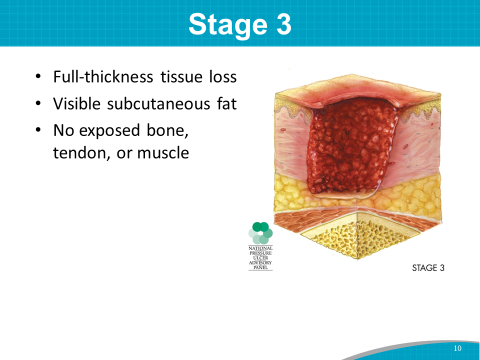 Stage 3
• Full-thickness tissue loss
• Visible subcutaneous fat
• No exposed bone,
tendon, or muscle
NATIONAL
PRESSURE
ULCER
ADVISORY
PANEL
STAGE 3
10